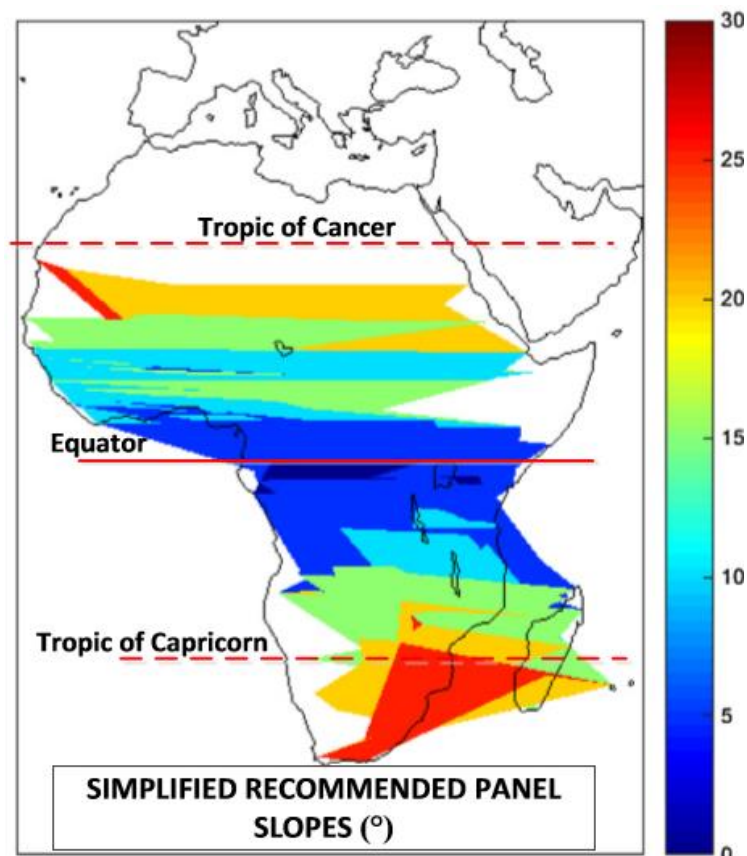 30
Tropic of Cancer
25
20
15
Equator
10
Tropic of Capricorn
5
SIMPLIFIED RECOMMENDED PANEL
SLOPES (°)
0